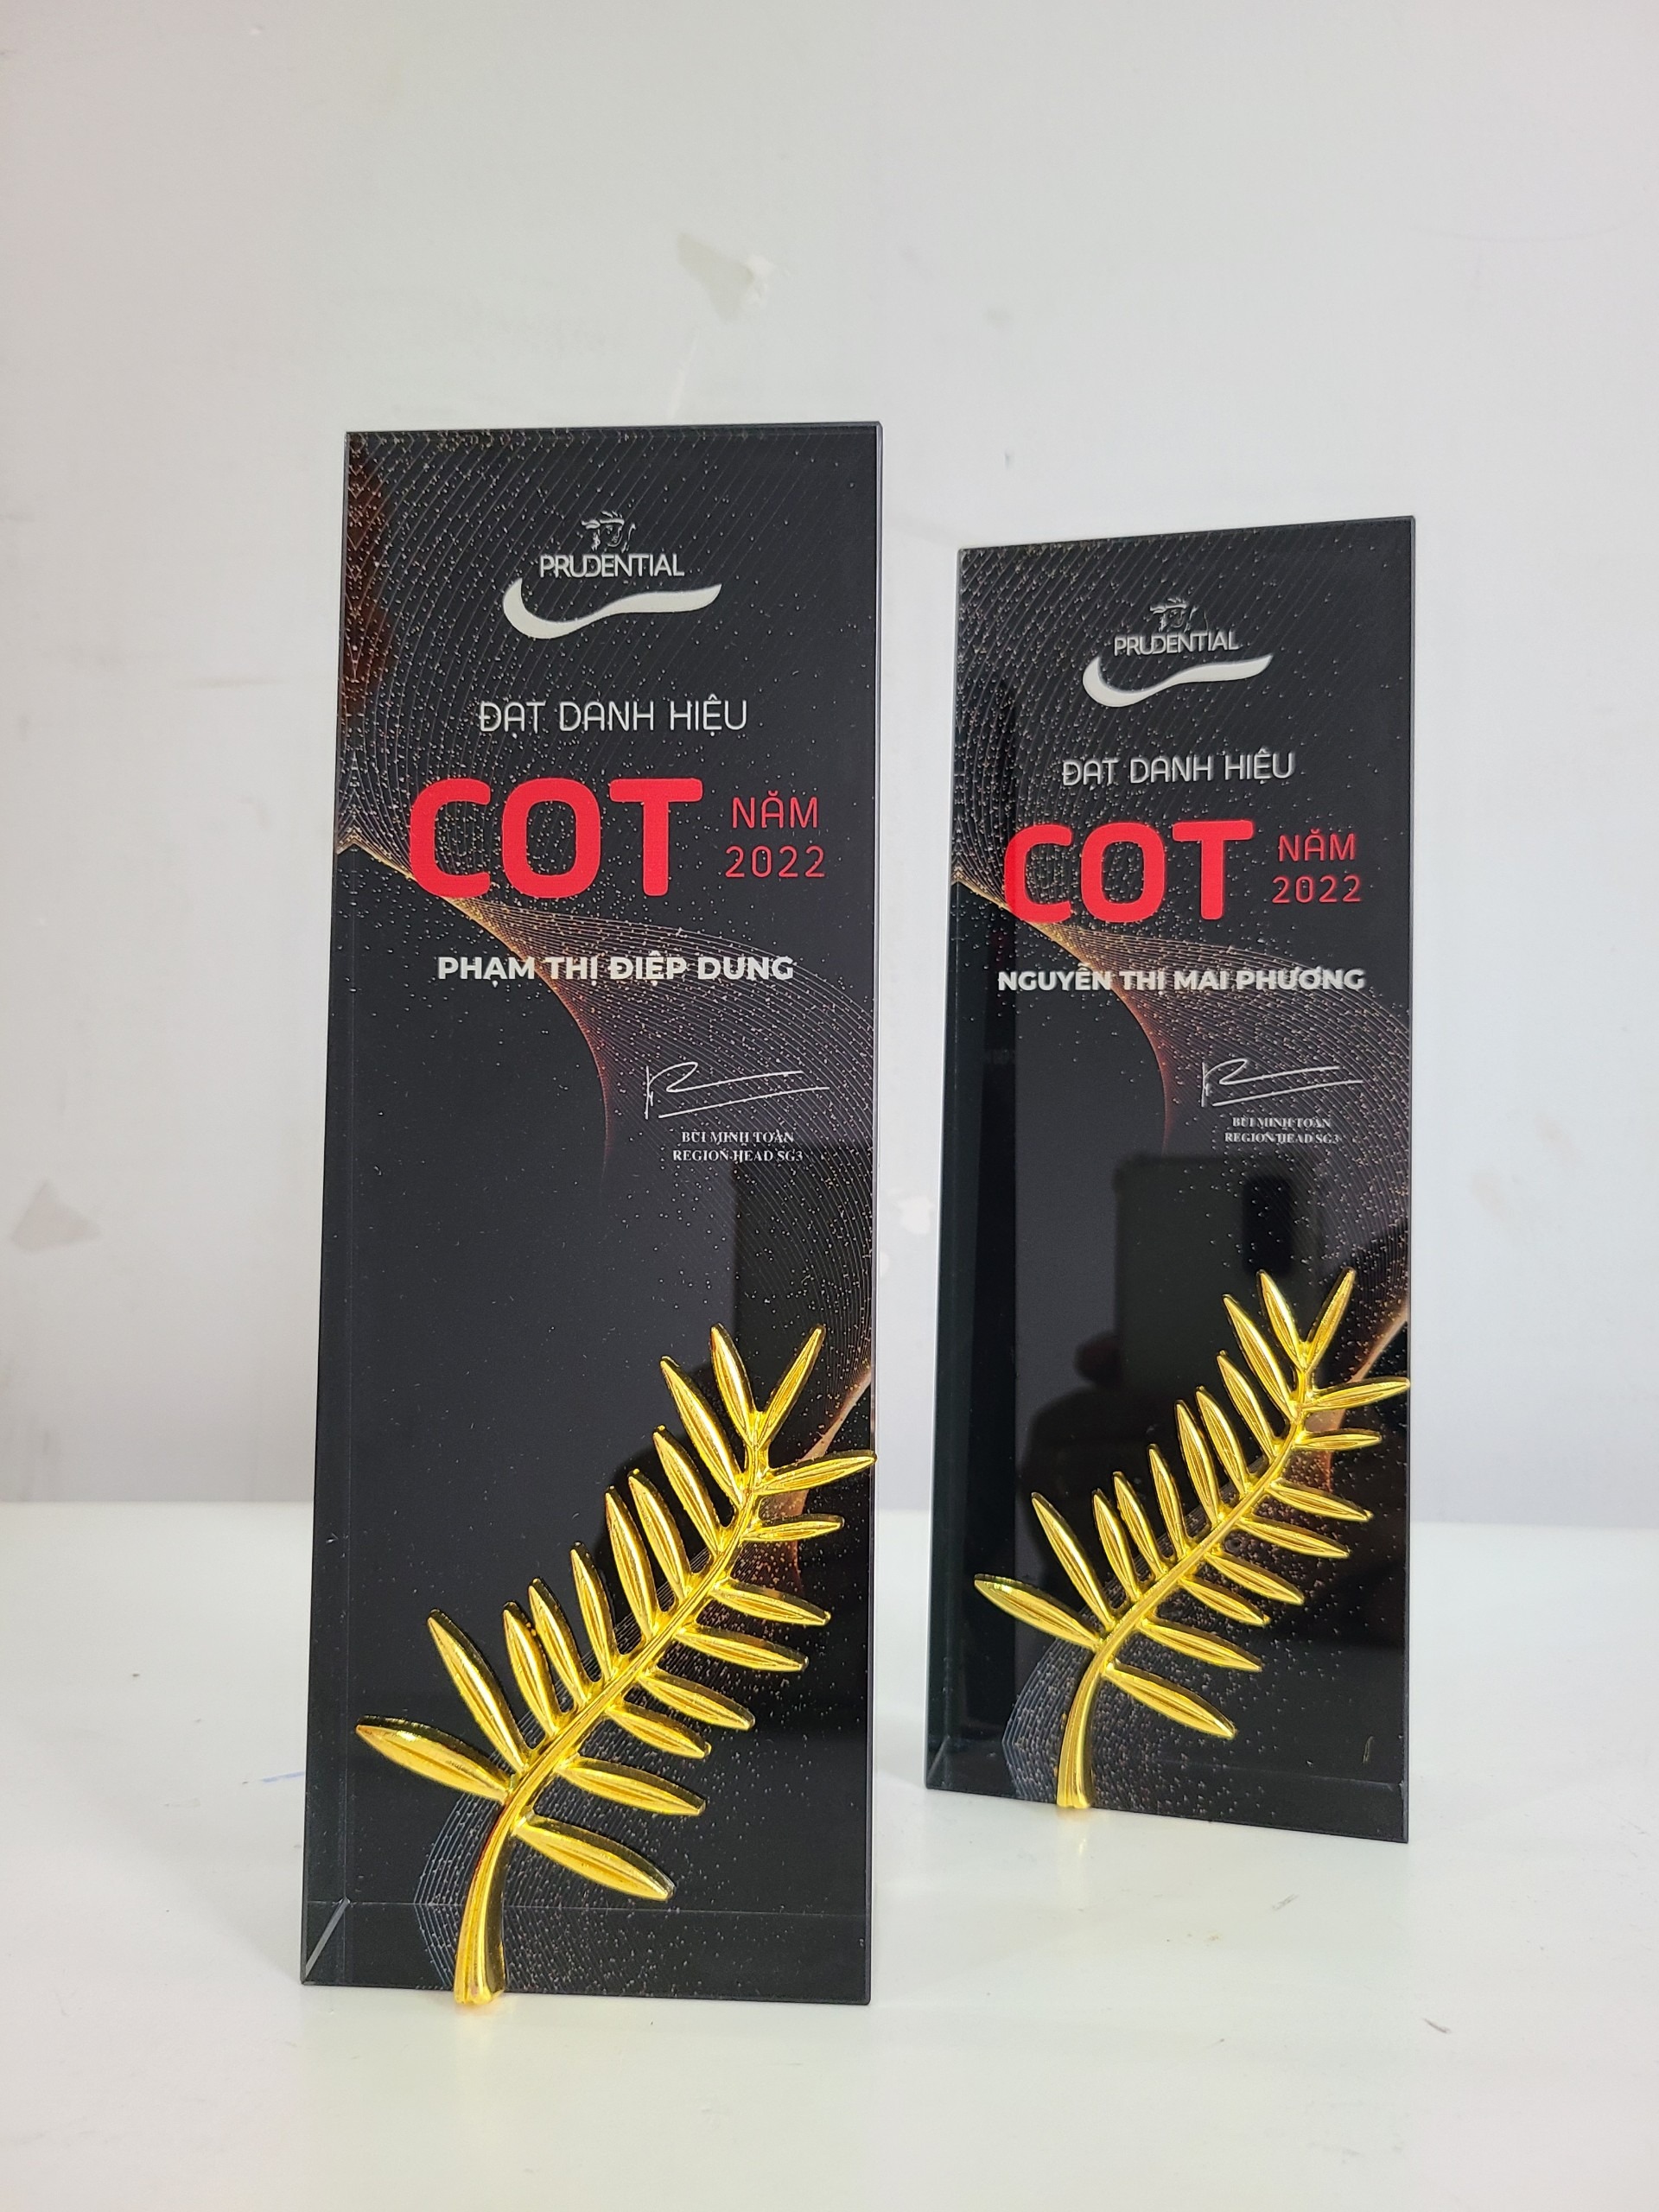 PRUDENTIAL
ĐẠT DANH HIỆU
COT NĂM
2022
PHẠM THỊ ĐIỆP DUNG
BÙI MINH TOÀN
REGION HEAD SG3
PRUDENTIAL
ĐẠT DANH HIỆU
COT NĂM
2022
NGUYỄN THỊ MAI PHƯƠNG
BÙI MINH TOÀN
REGION HEAD SG3